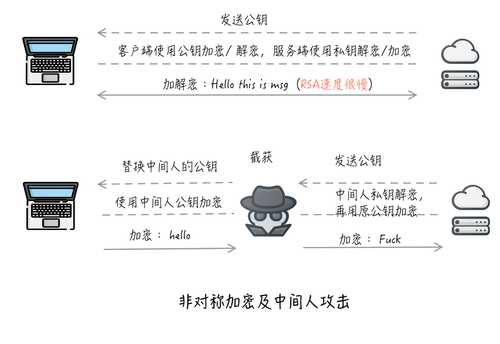 发送公钥
客户端使用公钥加密/ 解密，服务端使用私钥解密/加密
加解密：Hello this is msg（RSA速度很慢）
截获
发送公钥
替换中间人的公钥
中间人私钥解密，
再用原公钥加密
使用中间人公钥加密
加密： hello
加密： Fuck
非对称加密及中间人攻击